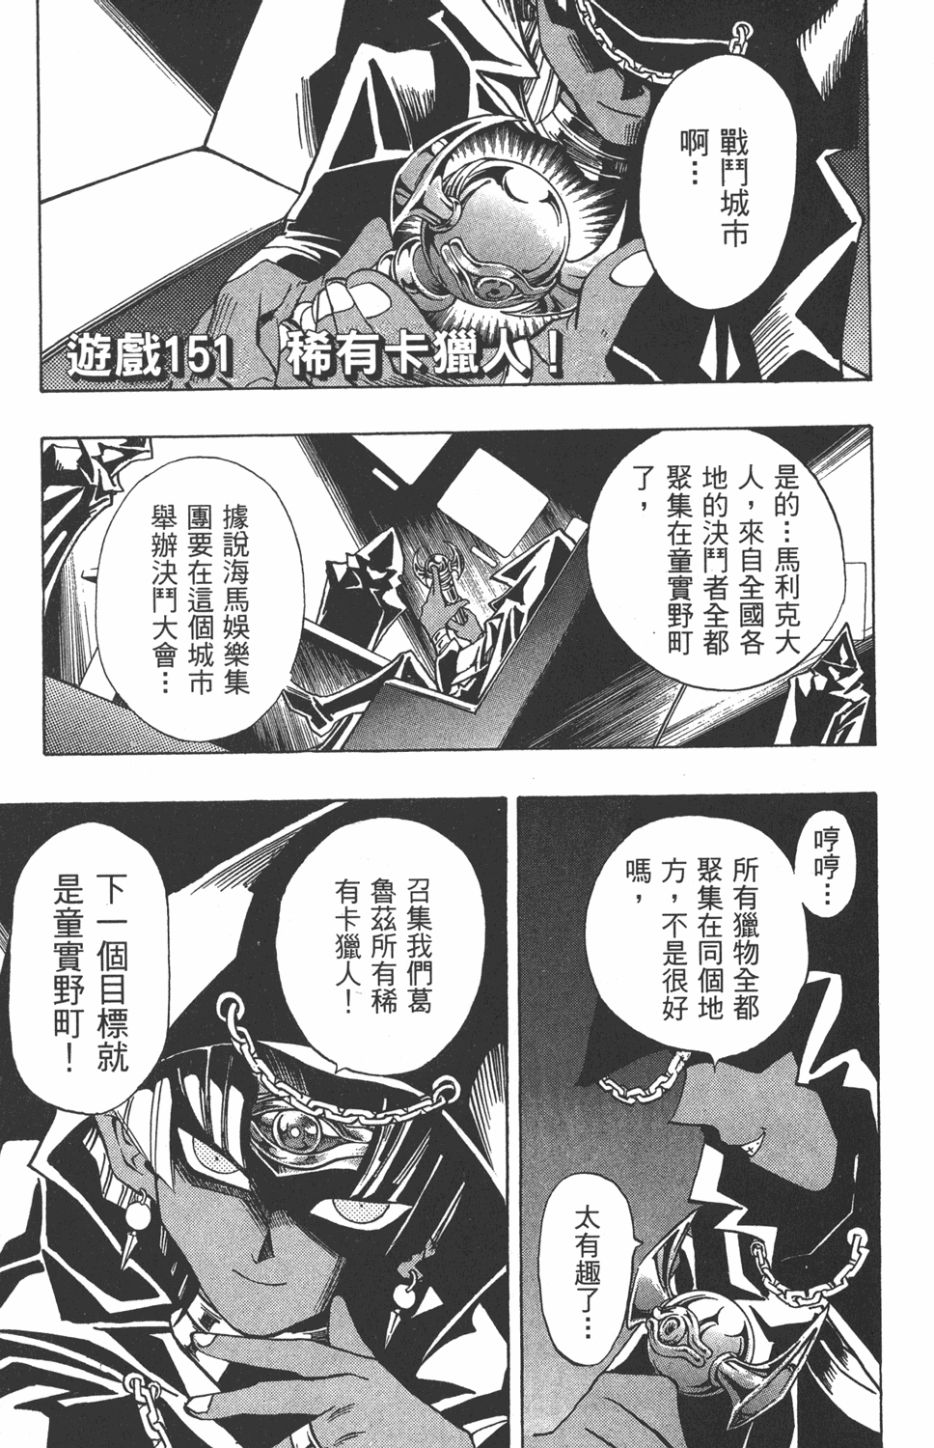 戰鬥城市
啊…
遊戲151 稀有卡獵人！
是的…馬利克大
人，來自全國各
地的決鬥者全都
聚集在童實野町
了，
據說海馬娛樂集
團要在這個城市
舉辦決鬥大會…
哼哼…
所有獵物全都
聚集在同個地
方，不是很好
嗎，
太有趣了…
召集我們葛
魯茲所有稀
有卡獵人！
下一個目標就
是童實野町！